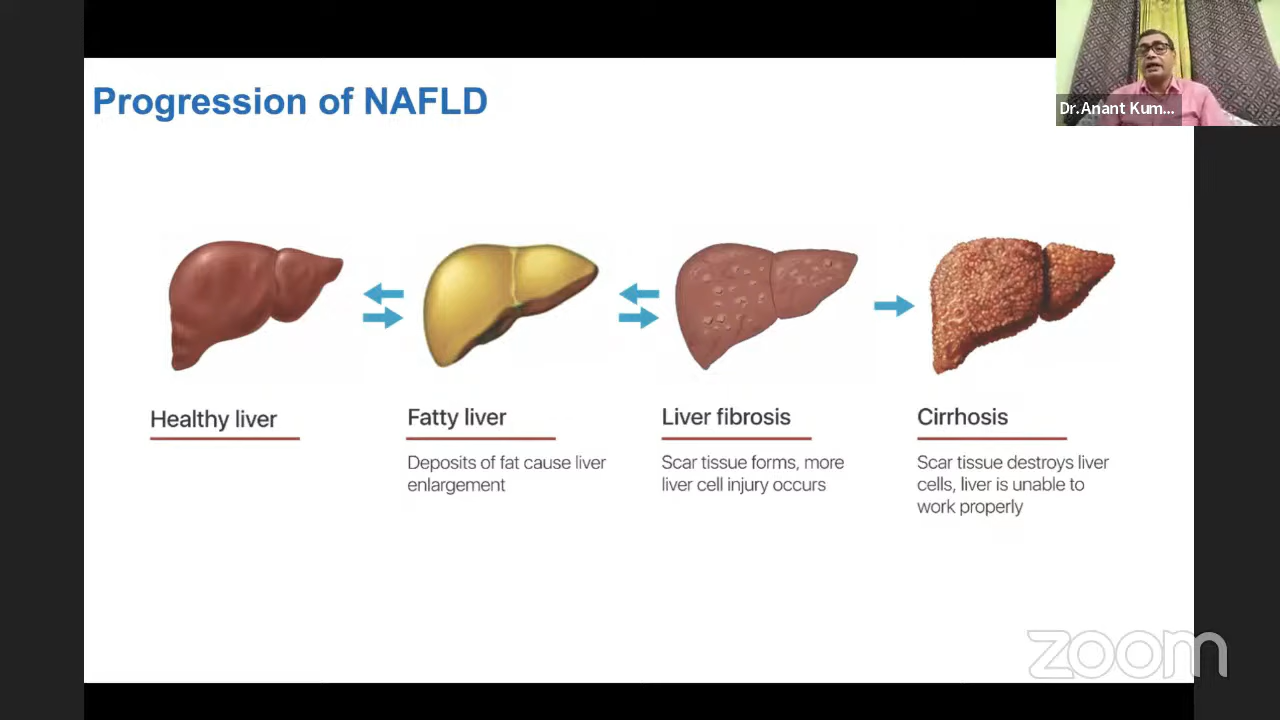 Progression of NAFLD
Dr.Anant Kum...
Healthy liver
Fatty liver
Deposits of fat cause liver
enlargement
Liver fibrosis
Scar tissue forms, more
liver cell injury occurs
Cirrhosis
Scar tissue destroys liver
cells, liver is unable to
work properly
zoom